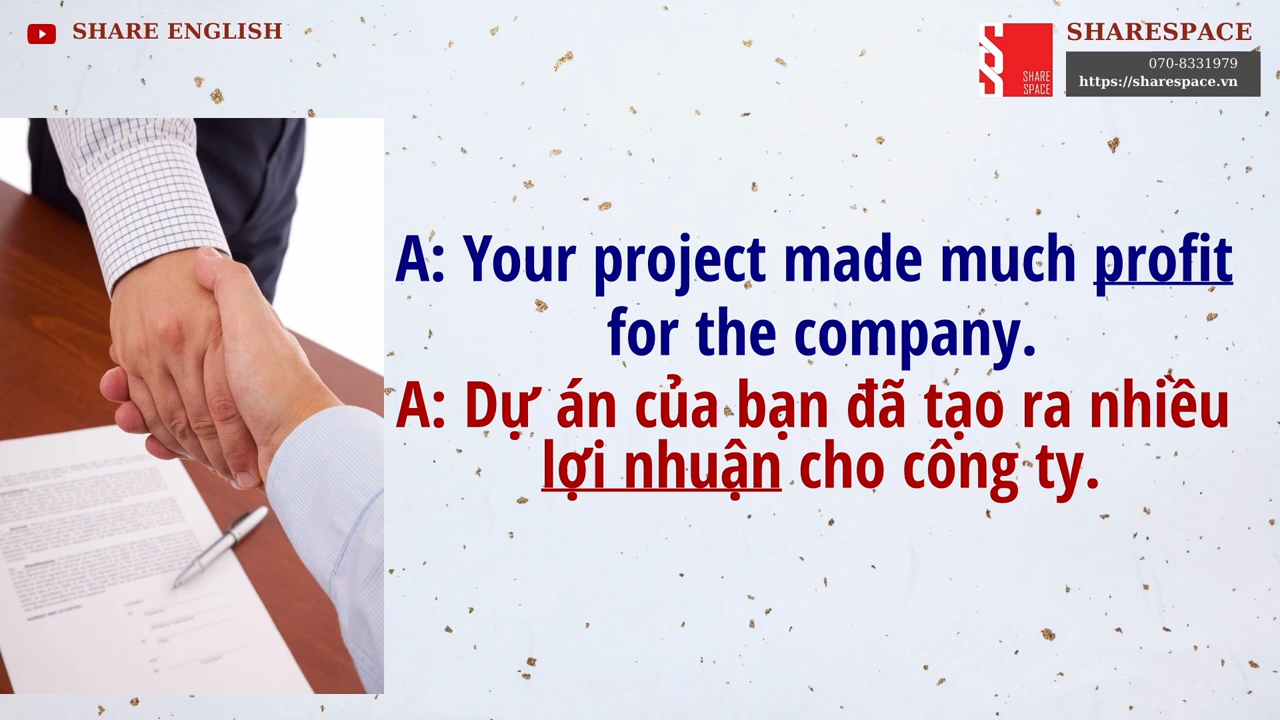 SHARE ENGLISH
SHARE
SPACE
SHARESPACE
070-8331979
https://sharespace.vn
A: Your project made much profit
for the company.
A: Dự án của bạn đã tạo ra nhiều
lợi nhuận cho công ty.